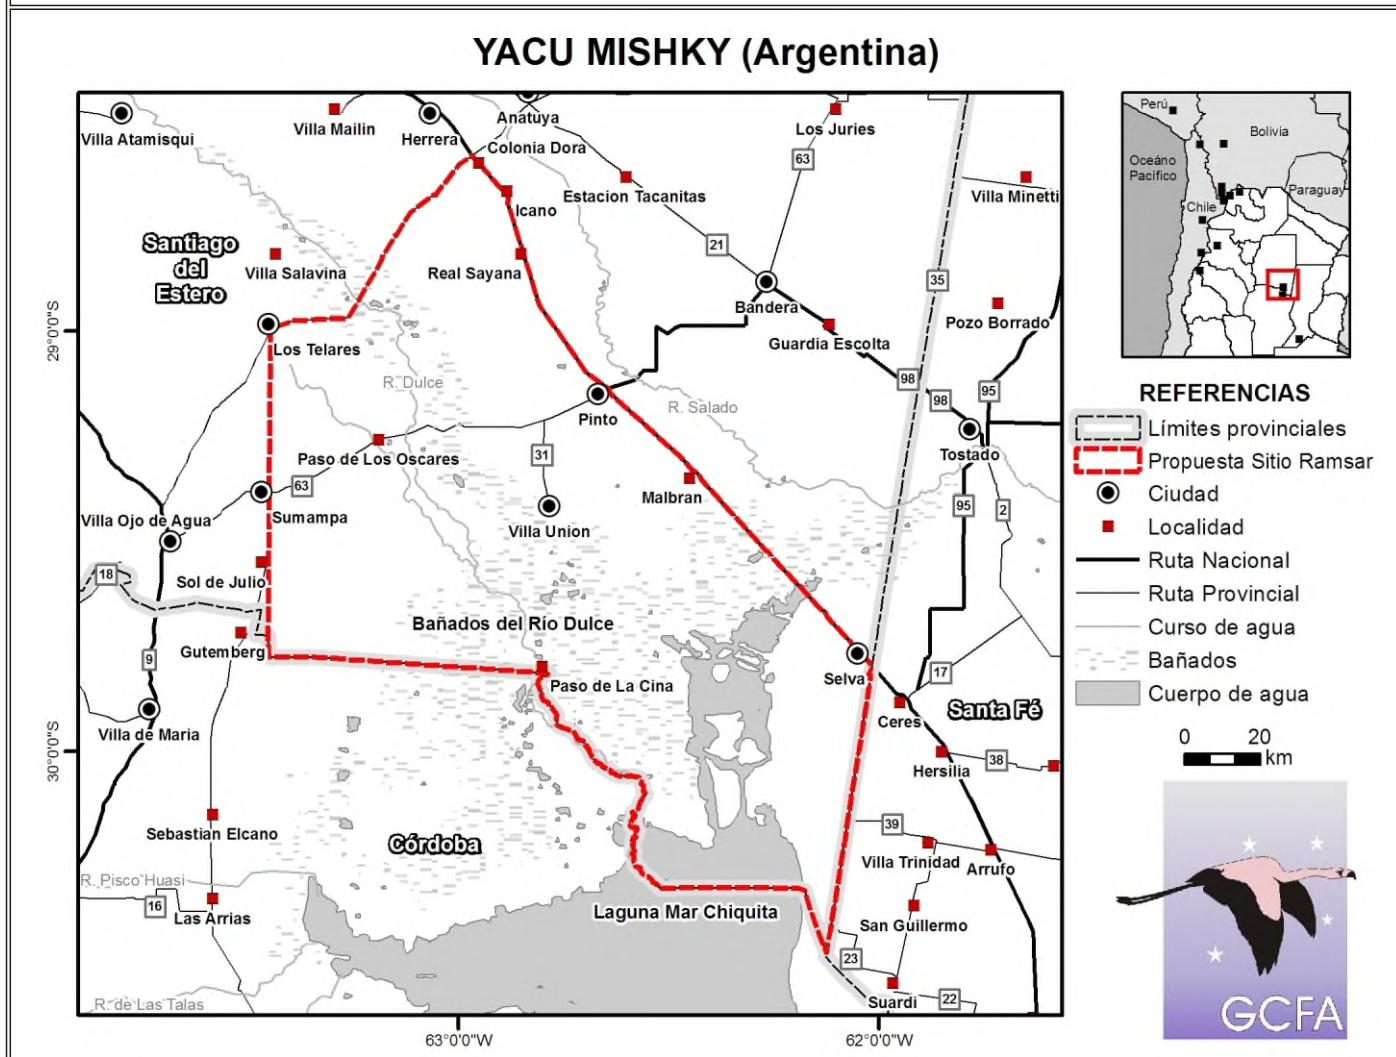 YACU MISHKY (Argentina)
Villa Atamisqui
Villa Mailin
Herrera
Anatuya
Colonia Dora
Los Juries
63
Estacion Tacanitas
Villa Minetti
Icano
Santiago
del
Estero
Villa Salavina
Real Sayana
21
35
Bandera
Pozo Borrado
Guardia Escolta
29°0'0"S
Los Telares
R. Dulce
R. Salado
98
98
95
Pinto
Tostado
Paso de Los Oscares
31
63
Sumampa
Malbran
95
2
Villa Ojo de Agua
Villa Union
18
Sol de Julio
Bañados del Río Dulce
Gutemberg
9
Paso de La Cina
Selva
17
Ceres
Santa Fé
Villa de Maria
30°0'0"S
Hersilia
38
Sebastian Elcano
Córdoba
39
Villa Trinidad
Arrufo
R. Pisco Huasi
16
Las Arrias
Laguna Mar Chiquita
San Guillermo
23
Suardi
22
R. de Las Talas
63°0'0"W
62°0'0"W
Perú
Bolivia
Oceáno
Pacífico
Paraguay
Chile
REFERENCIAS
Límites provinciales
Propuesta Sitio Ramsar
Ciudad
Localidad
Ruta Nacional
Ruta Provincial
Curso de agua
Bañados
Cuerpo de agua
0 20
km
GCFA